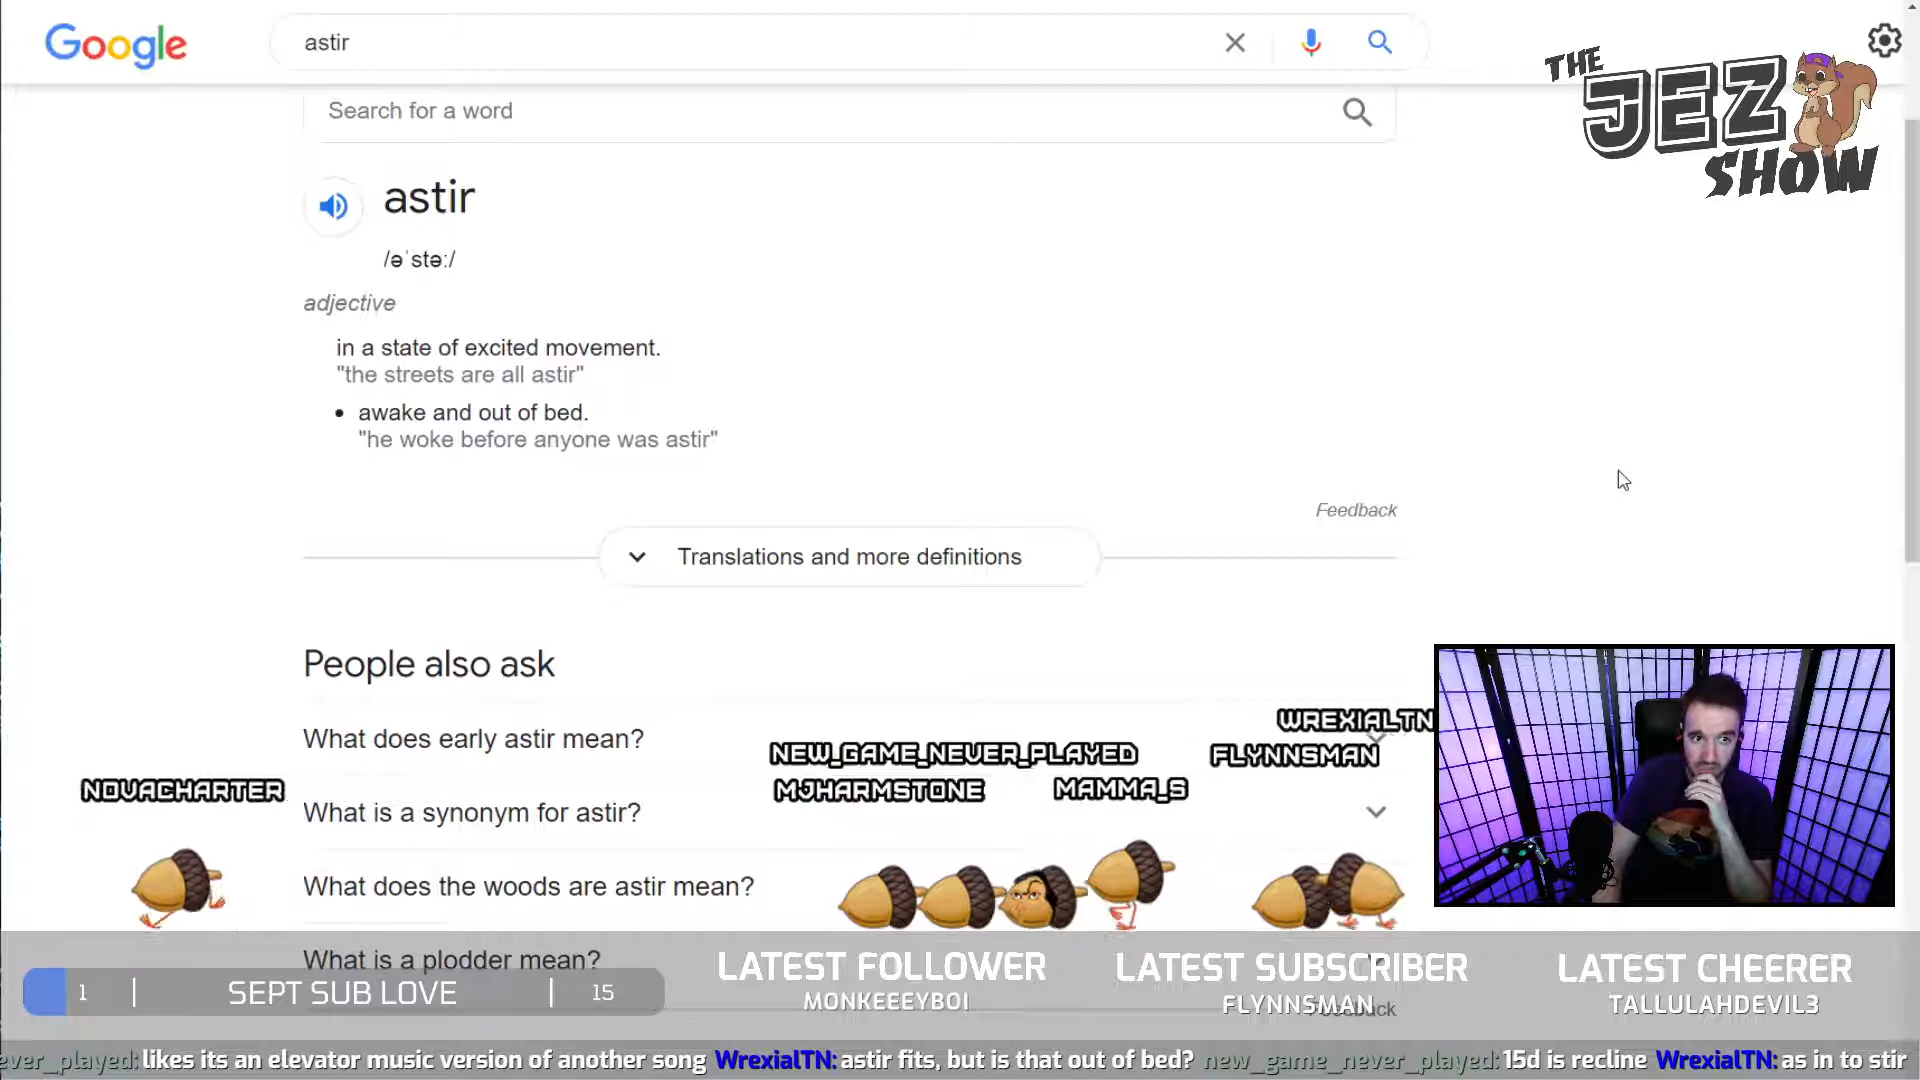 Google
astir
THE
JEZ
SHOW
Search for a word
astir
/əˈstəː/
adjective
in a state of excited movement.
"the streets are all astir"
awake and out of bed.
"he woke before anyone was astir"
Feedback
Translations and more definitions
People also ask
WREXIALTN
What does early astir mean?
NEW_GAME_NEVER_PLAYED
FLYNNSMAN
NOVACHARTER
MJHARMSTONE
MAMMA_S
What is a synonym for astir?
What does the woods are astir mean?
What is a plodder mean?
1 | SEPT SUB LOVE | 15
LATEST FOLLOWER
MONKEEEYBOI
LATEST SUBSCRIBER
FLYNNSMAN
LATEST CHEERER
TALLULAHDEVIL3
ever_played: likes its an elevator music version of another song WrexialTN: astir fits, but is that out of bed? new_game_never_played: 15d is recline WrexialTN: as in to stir